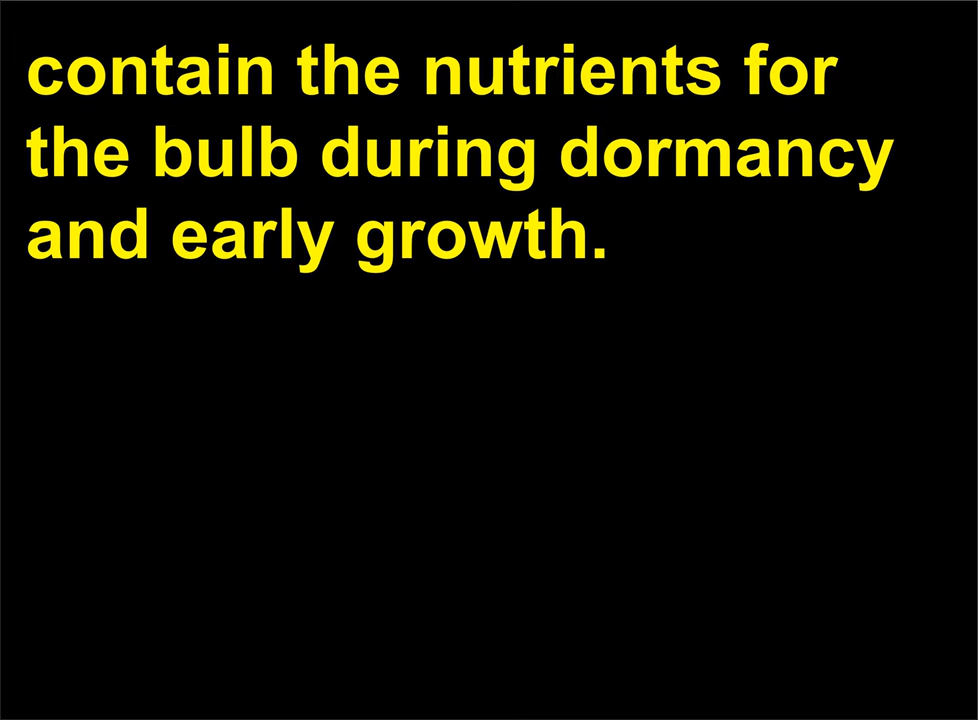 contain the nutrients for
the bulb during dormancy
and early growth.